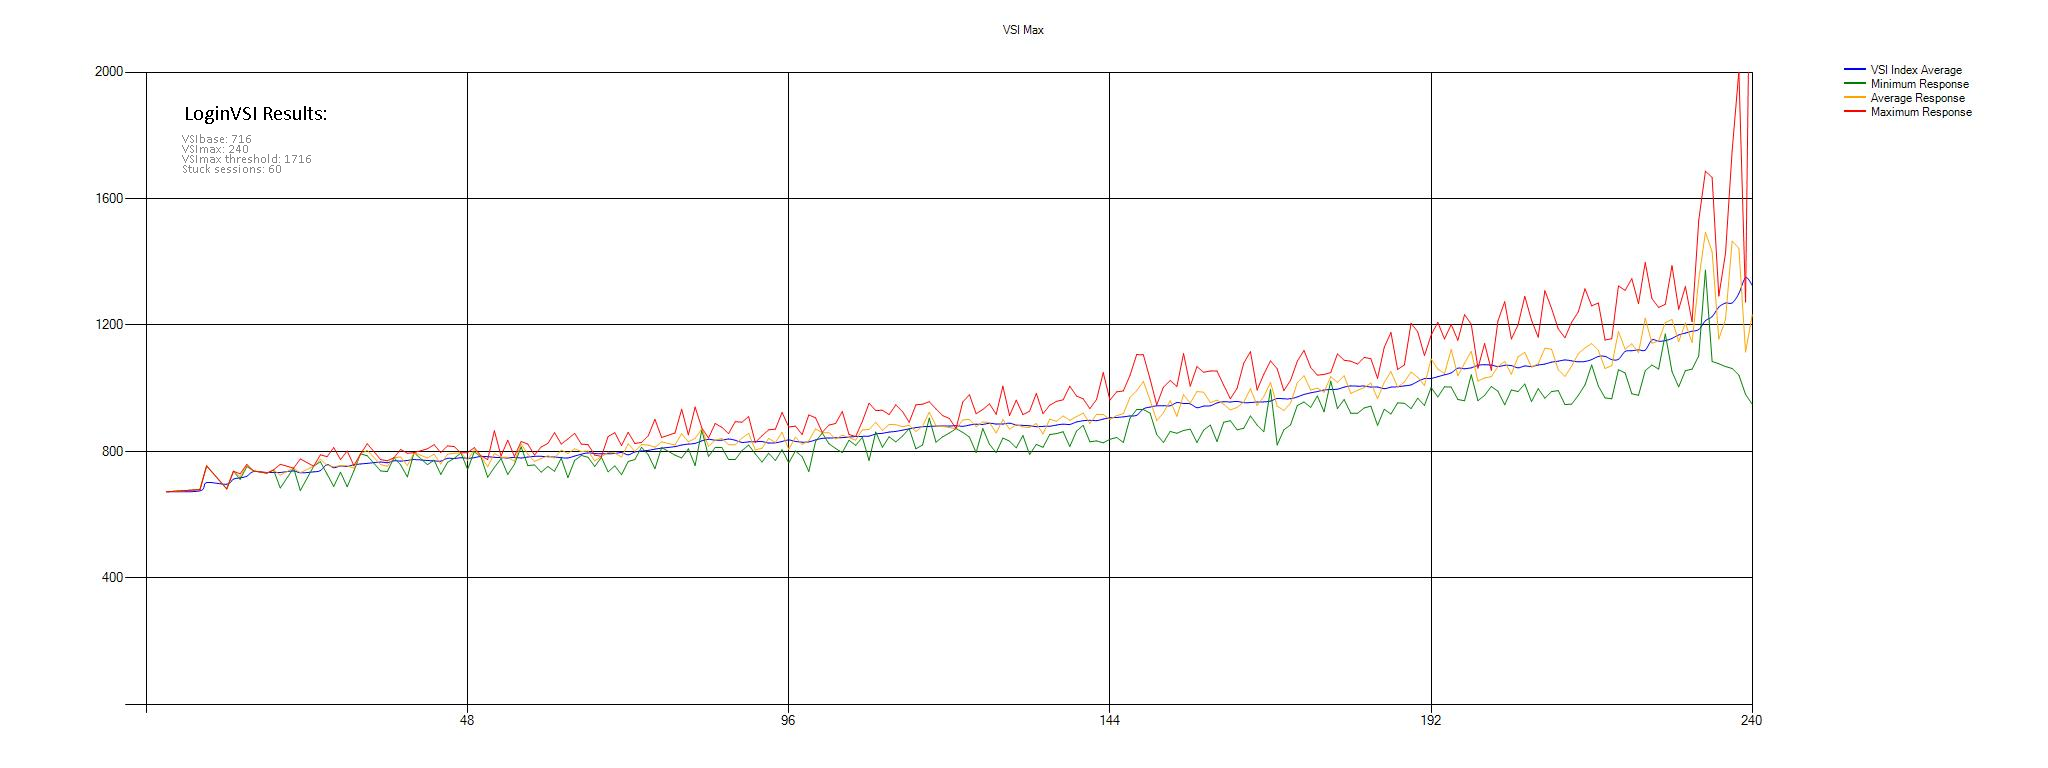 VSI Max
2000
1600
1200
800
400
48
96
144
192
240
LoginVSI Results:
VSIbase: 716
VSImax: 240
VSImax threshold: 1716
Stuck sessions: 60
VSI Index Average
Minimum Response
Average Response
Maximum Response